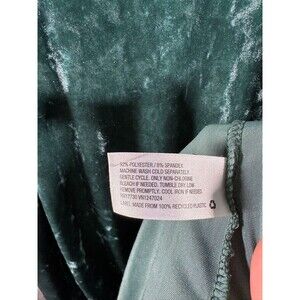 92% POLYESTER / 8% SPANDEX
MACHINE WASH COLD SEPARATELY,
GENTLE CYCLE. ONLY NON-CHLORINE
BLEACH IF NEEDED. TUMBLE DRY LOW.
REMOVE PROMPTLY. COOL IRON IF NEEDED
VN1247024
LABEL MADE FROM 100% RECYCLED PLASTIC